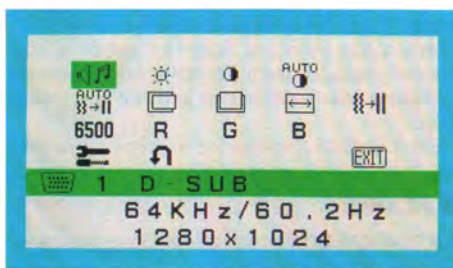 AUTO
AUTO
6500 R G B
EXIT
1 D-SUB
64KHz/60.2Hz
1280x1024